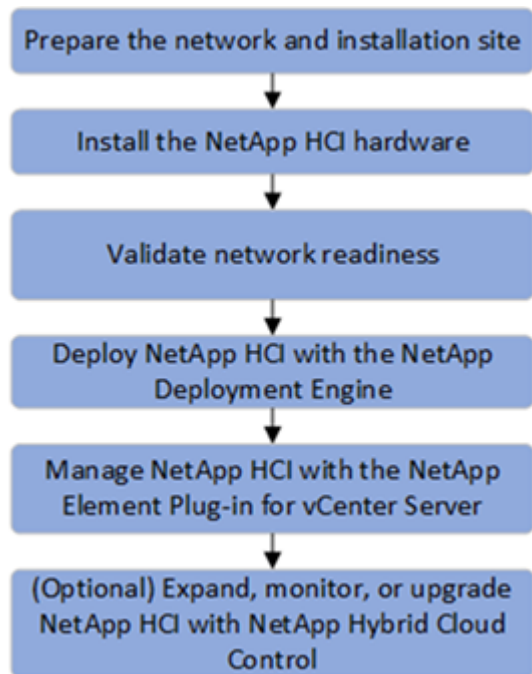 Prepare the network and installation site
Install the NetApp HCI hardware
Validate network readiness
Deploy NetApp HCI with the NetApp
Deployment Engine
Manage NetApp HCI with the NetApp
Element Plug-in for vCenter Server
(Optional) Expand, monitor, or upgrade
NetApp HCI with NetApp Hybrid Cloud
Control